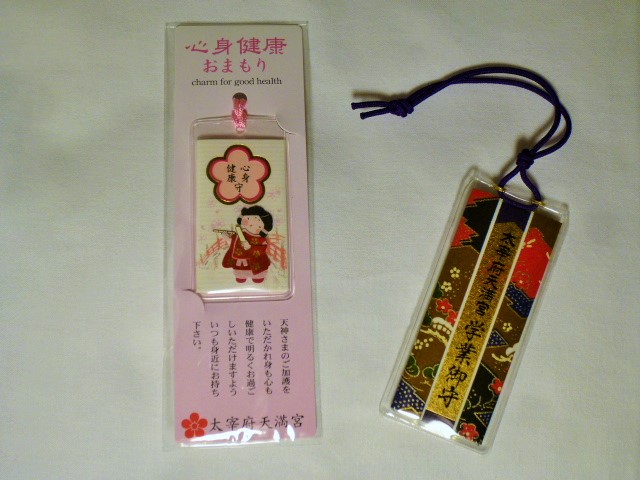 心身健康
おまもり
charm for good health
心身
健康
守
天神さまのご加護を
いただかれ身も心も
健康で明るくお過ご
しいただけますよう
いつも身近にお持ち
下さい。
太宰府天満宮
太宰府天満宮 学業御守